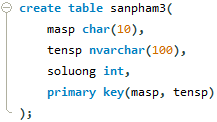 create table sanpham3(
masp char(10),
tensp nvarchar(100),
soluong int,
primary key(masp, tensp)
);